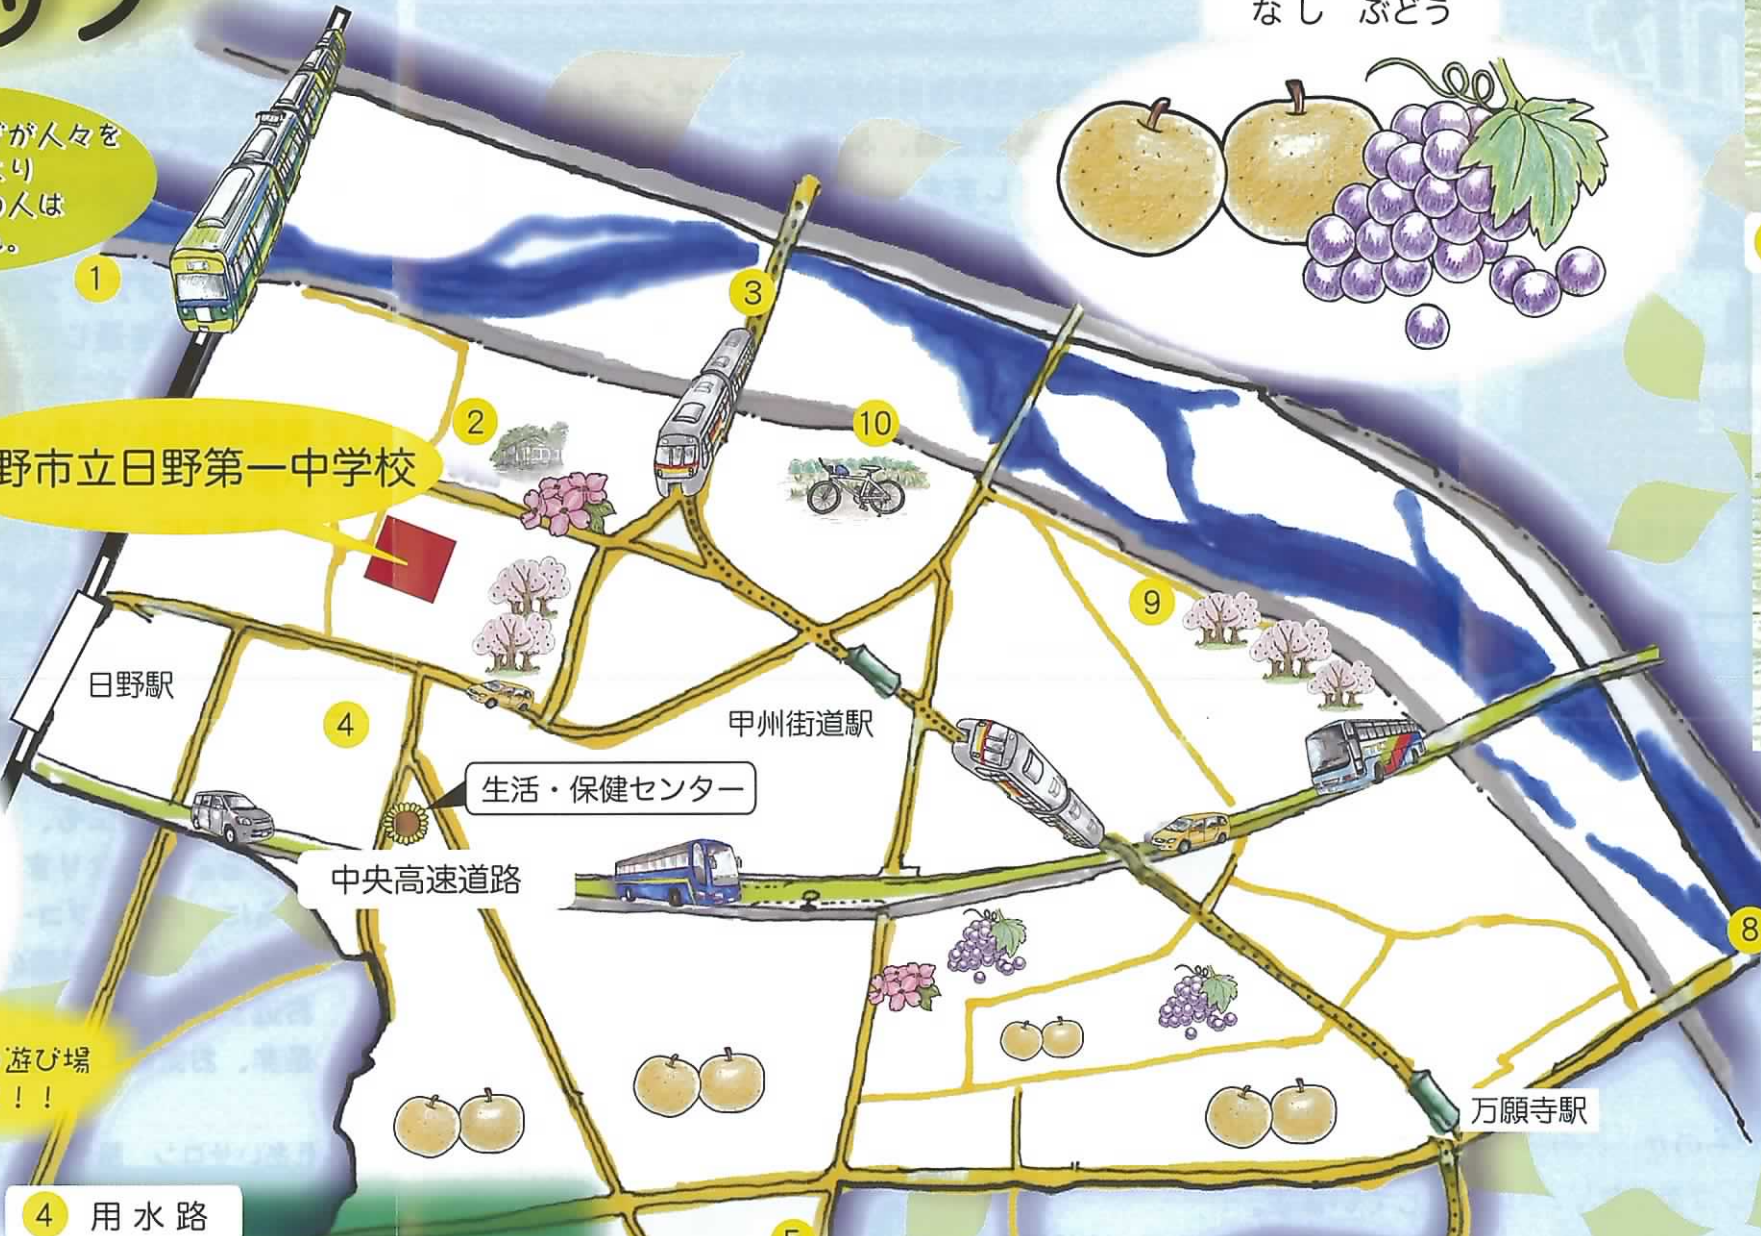 なし ぶどう
が人々を
人は
1
3
2
10
野市立日野第一中学校
9
日野駅
4
甲州街道駅
生活・保健センター
中央高速道路
8
遊び場
!!
万願寺駅
4 用水路
5